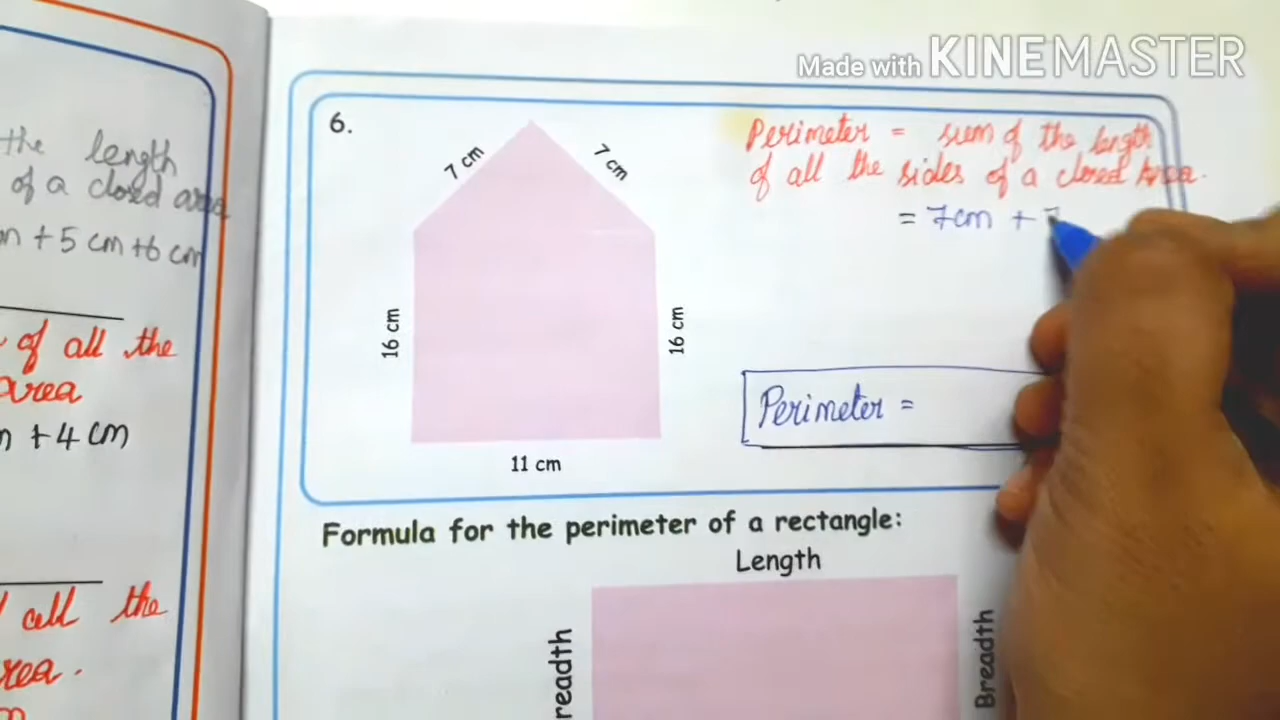 Made with KINEMASTER
the length
of a closed area
+ 5 cm + 6 cm
of all the
area
+ 4 cm
all the
6.
7 cm
7 cm
16 cm
16 cm
11 cm
Perimeter = sum of the length
of all the sides of a closed Area.
= 7cm + 7
Perimeter =
Formula for the perimeter of a rectangle:
Length
Breadth